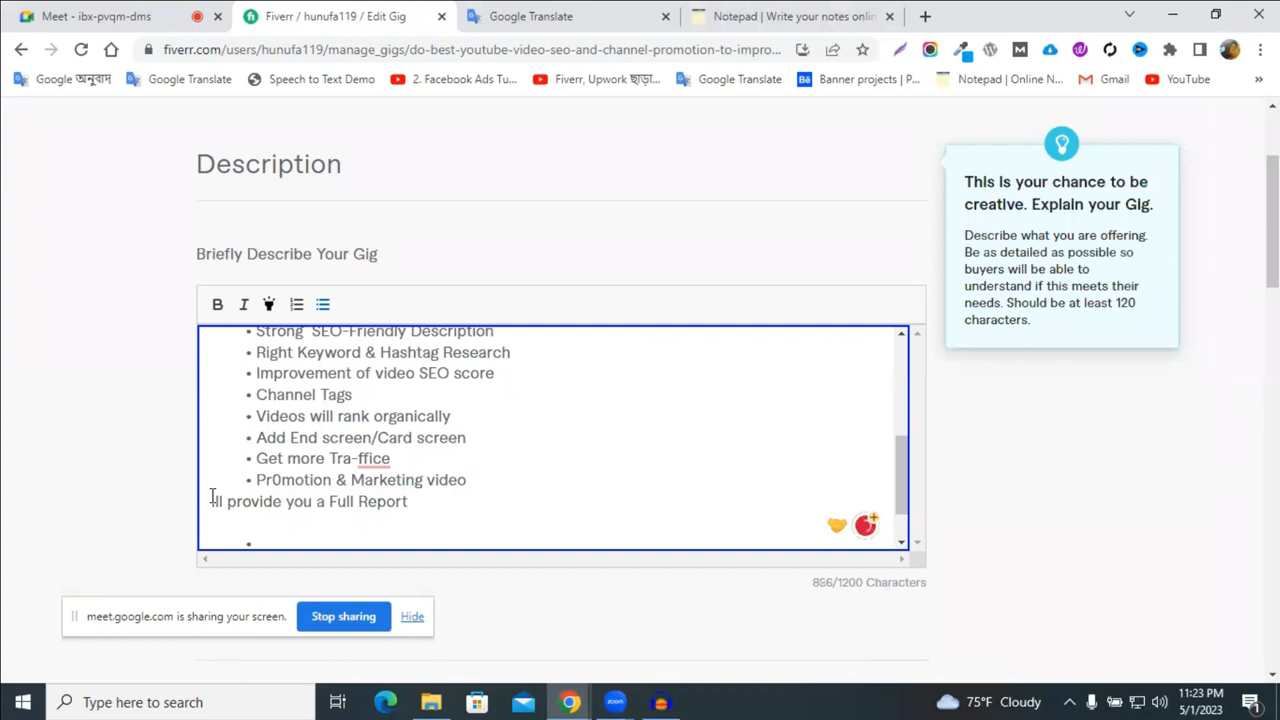 Meet - ibx-pvqm-dms
Fiverr / hunufa119 / Edit Gig
Google Translate
Notepad | Write your notes online
fiverr.com/users/hunufa119/manage_gigs/do-best-youtube-video-seo-and-channel-promotion-to-impro...
Google অনুবাদ
Google Translate
Speech to Text Demo
2. Facebook Ads Tu...
Fiverr, Upwork ছাড়া...
Google Translate
Banner projects | P...
Notepad | Online N...
Gmail
YouTube
Description
This is your chance to be
creative. Explain your Gig.
Describe what you are offering.
Be as detailed as possible so
buyers will be able to
understand if this meets their
needs. Should be at least 120
characters.
Briefly Describe Your Gig
B I
• Strong SEO-Friendly Description
• Right Keyword & Hashtag Research
• Improvement of video SEO score
• Channel Tags
• Videos will rank organically
• Add End screen/Card screen
• Get more Tra-ffice
• Pr0motion & Marketing video
ill provide you a Full Report
•
856/1200 Characters
meet.google.com is sharing your screen.
Stop sharing
Hide
Type here to search
zoom
75°F Cloudy
11:23 PM
5/1/2023